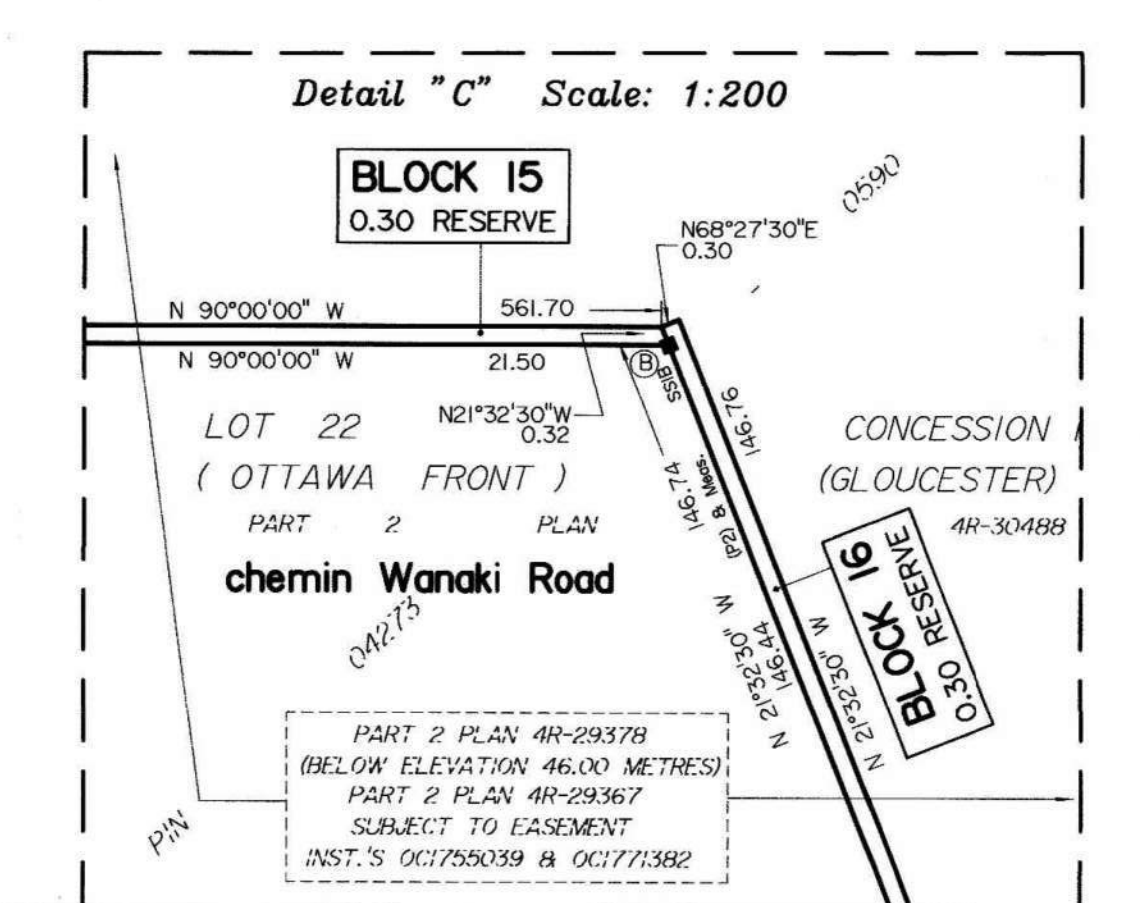 Detail "C" Scale: 1:200
BLOCK 15
0.30 RESERVE
0590
N68°27'30"E
0.30
N 90°00'00" W 561.70
N 90°00'00" W 21.50
B
SSIB
N21°32'30"W
0.32
146.76
LOT 22
( OTTAWA FRONT )
CONCESSION
(GLOUCESTER)
146.74
(P2) & Meas.
PART 2 PLAN
4R-30488
chemin Wanaki Road
04273
BLOCK 16
0.30 RESERVE
N 21°32'30" W
146.44
N 21°32'30" W
PART 2 PLAN 4R-29378
(BELOW ELEVATION 46.00 METRES)
PART 2 PLAN 4R-29367
SUBJECT TO EASEMENT
INST.'S OC1755039 & OC1771382
PIN